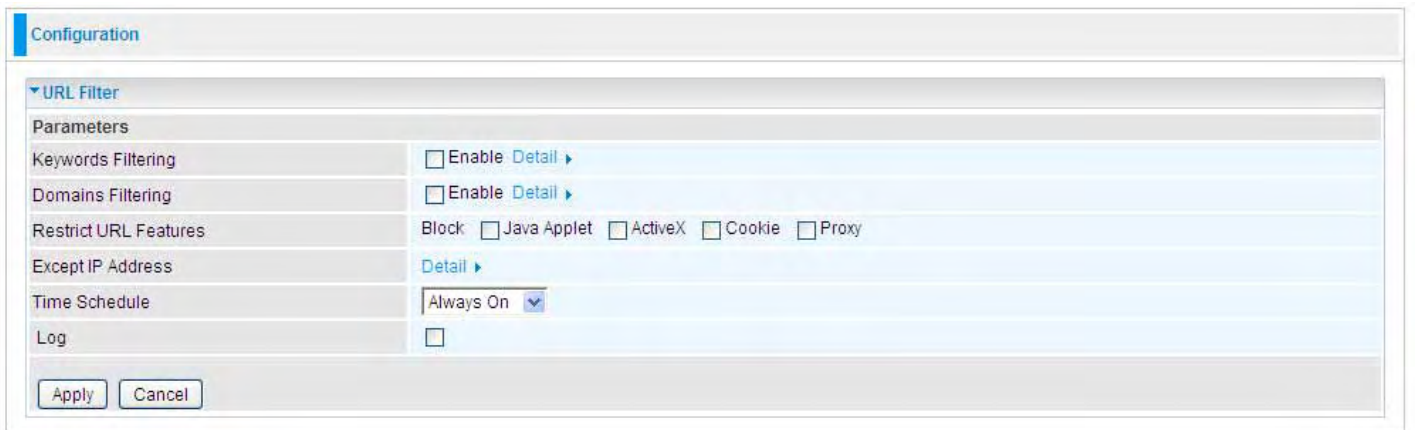 Configuration
URL Filter
Parameters
Keywords Filtering Enable Detail
Domains Filtering Enable Detail
Restrict URL Features Block Java Applet ActiveX Cookie Proxy
Except IP Address Detail
Time Schedule Always On
Log
Apply Cancel